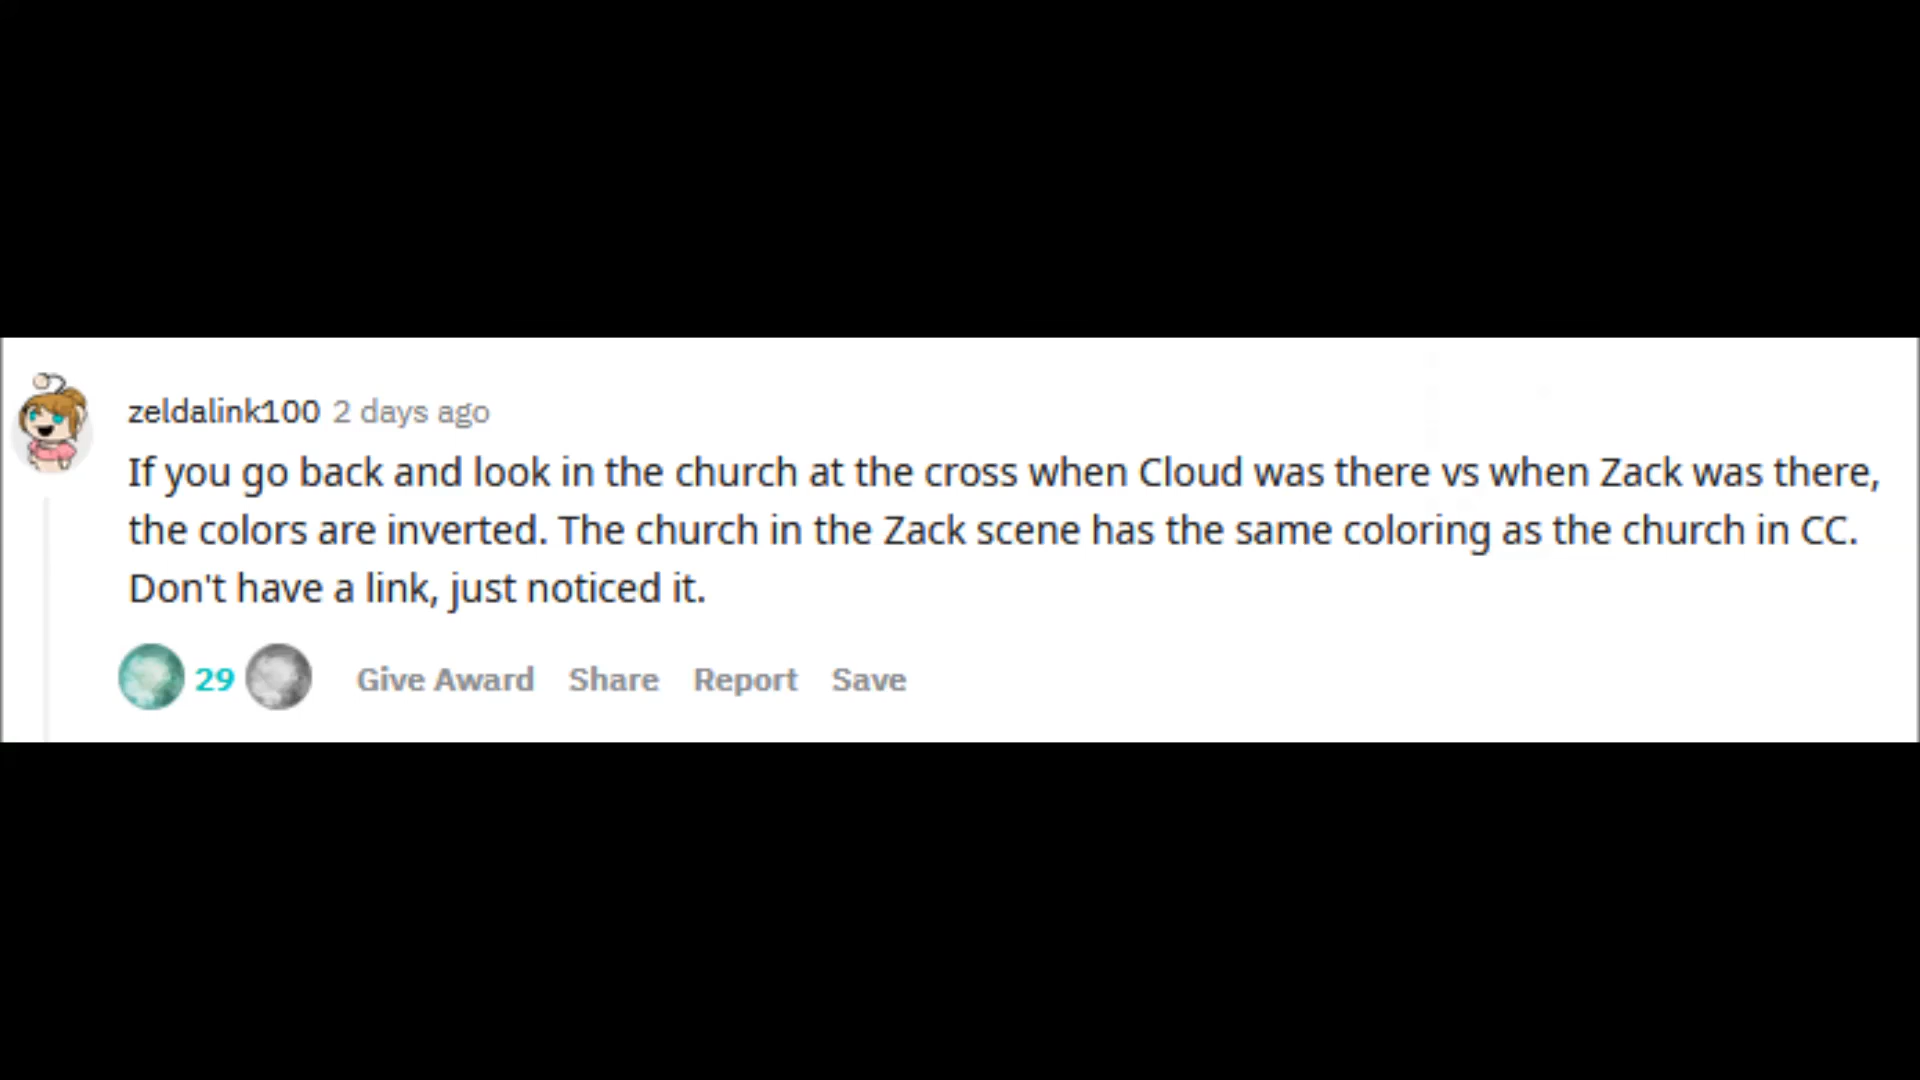 zeldalink100 2 days ago
If you go back and look in the church at the cross when Cloud was there vs when Zack was there,
the colors are inverted. The church in the Zack scene has the same coloring as the church in CC.
Don't have a link, just noticed it.
29 Give Award Share Report Save